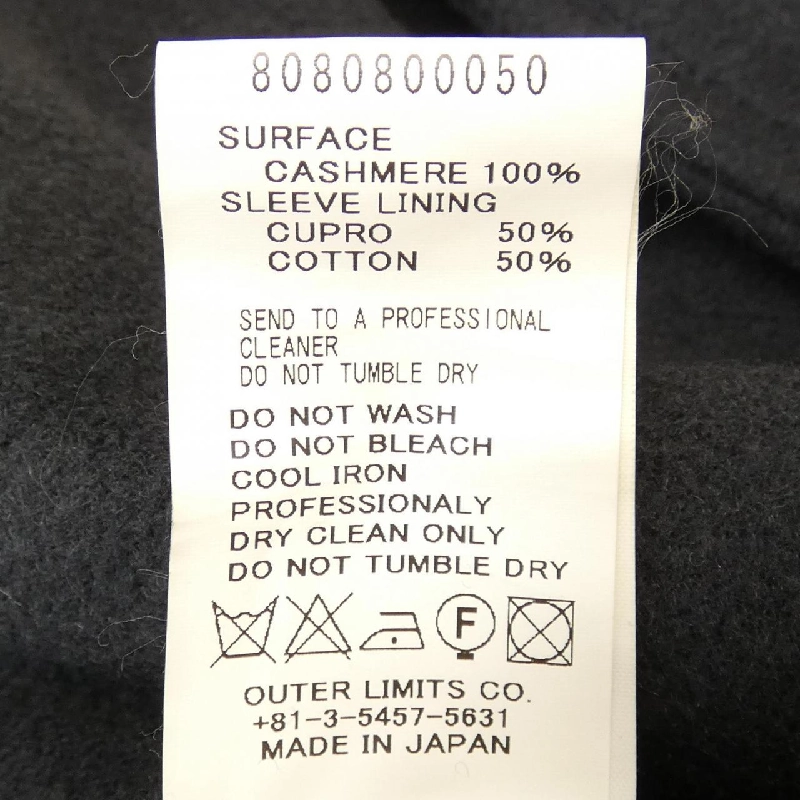 8080800050
SURFACE
CASHMERE 100%
SLEEVE LINING
CUPRO 50%
COTTON 50%
SEND TO A PROFESSIONAL
CLEANER
DO NOT TUMBLE DRY
DO NOT WASH
DO NOT BLEACH
COOL IRON
PROFESSIONALY
DRY CLEAN ONLY
DO NOT TUMBLE DRY
F
OUTER LIMITS CO.
+81-3-5457-5631
MADE IN JAPAN